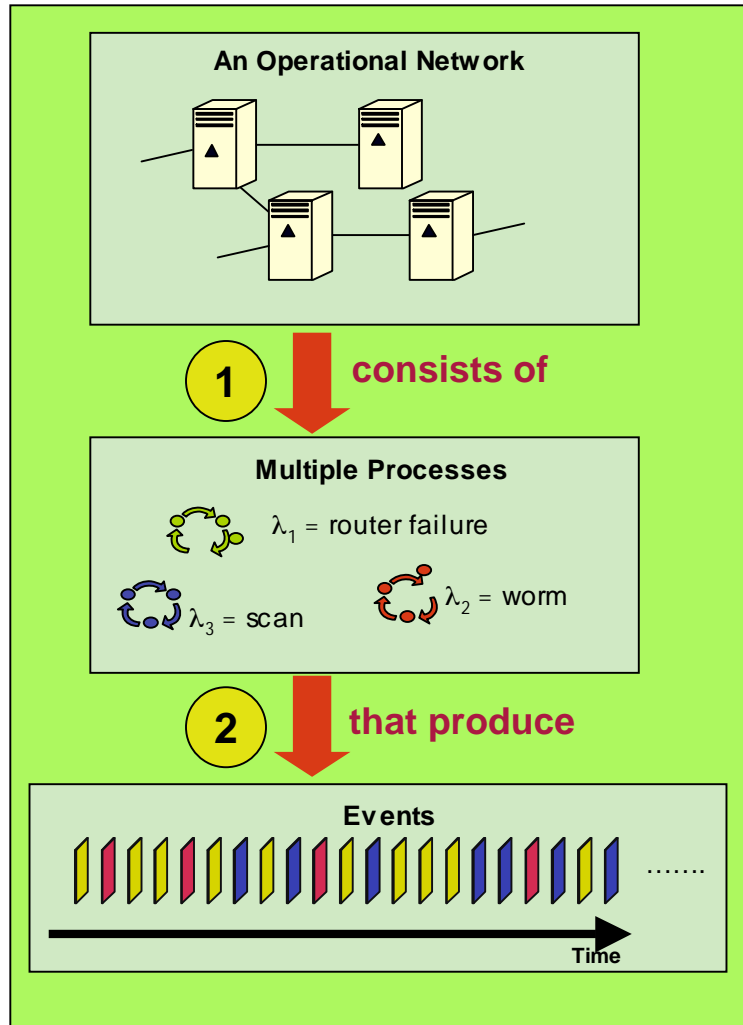 An Operational Network
1
consists of
Multiple Processes
λ1 = router failure
λ2 = worm
λ3 = scan
2
that produce
Events
.......
Time